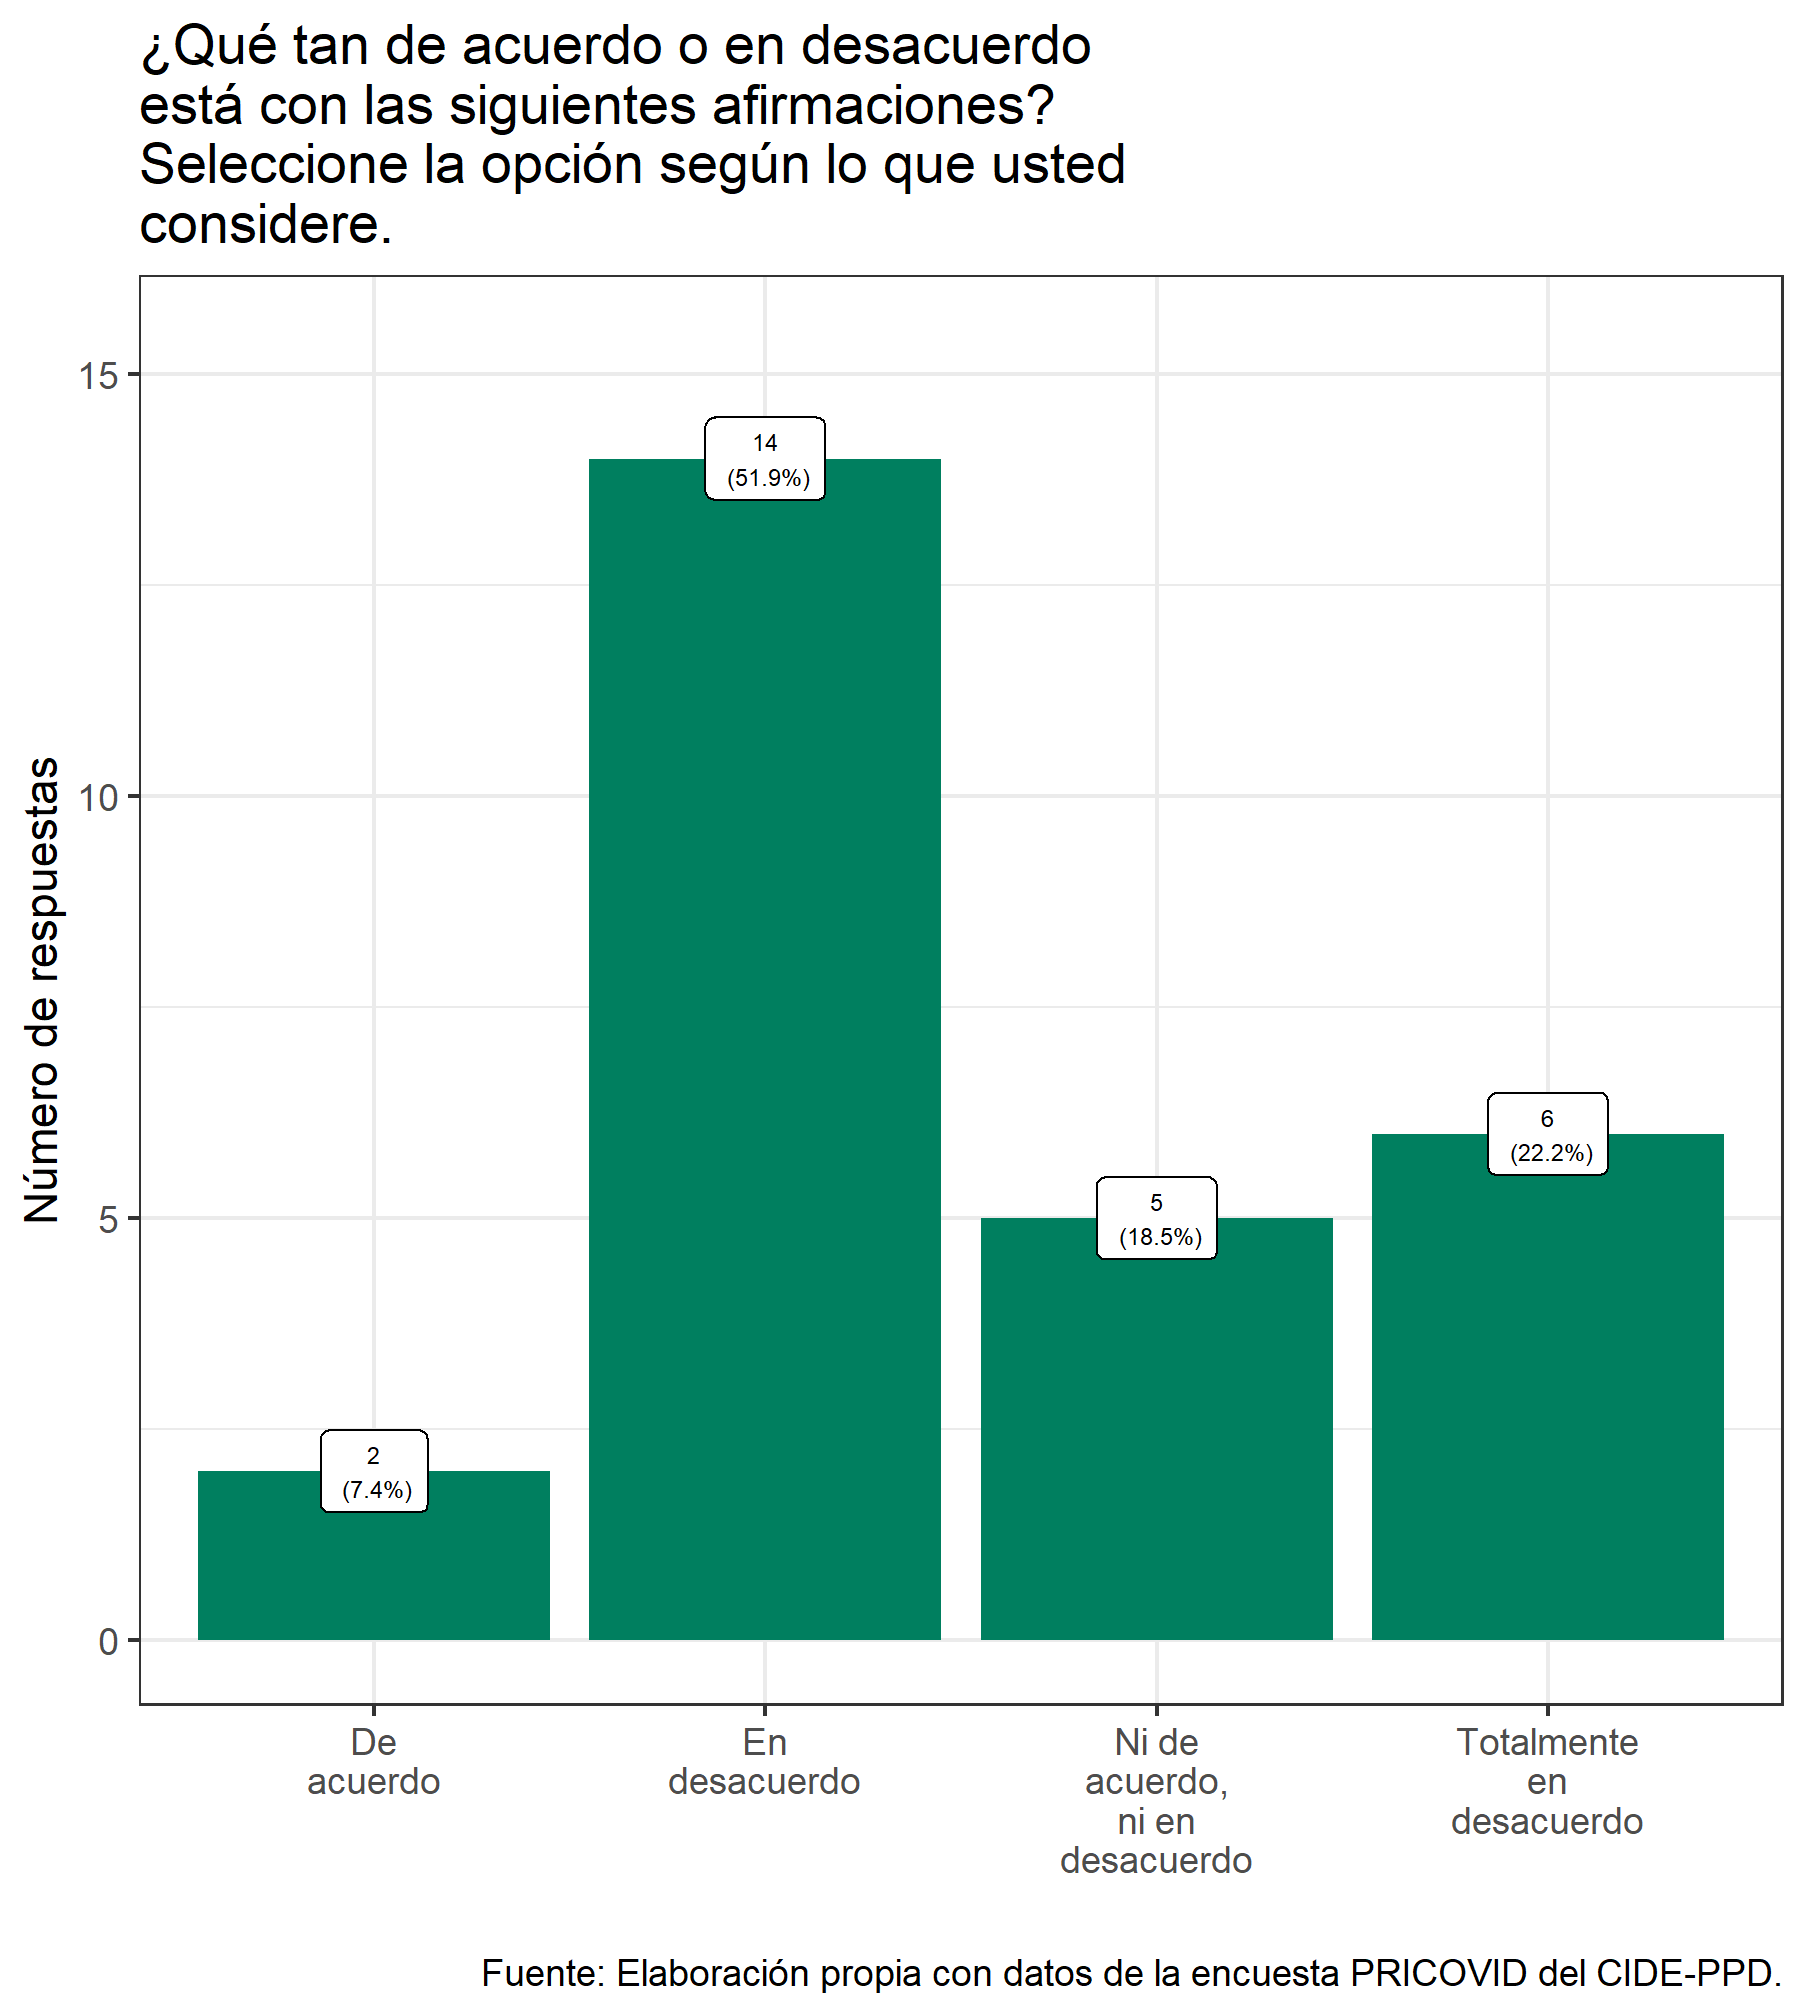 ¿Qué tan de acuerdo o en desacuerdo
está con las siguientes afirmaciones?
Seleccione la opción según lo que usted
considere.
Número de respuestas
15
10
5
0
2
(7.4%)
14
(51.9%)
5
(18.5%)
6
(22.2%)
De
acuerdo
En
desacuerdo
Ni de
acuerdo,
ni en
desacuerdo
Totalmente
en
desacuerdo
Fuente: Elaboración propia con datos de la encuesta PRICOVID del CIDE-PPD.